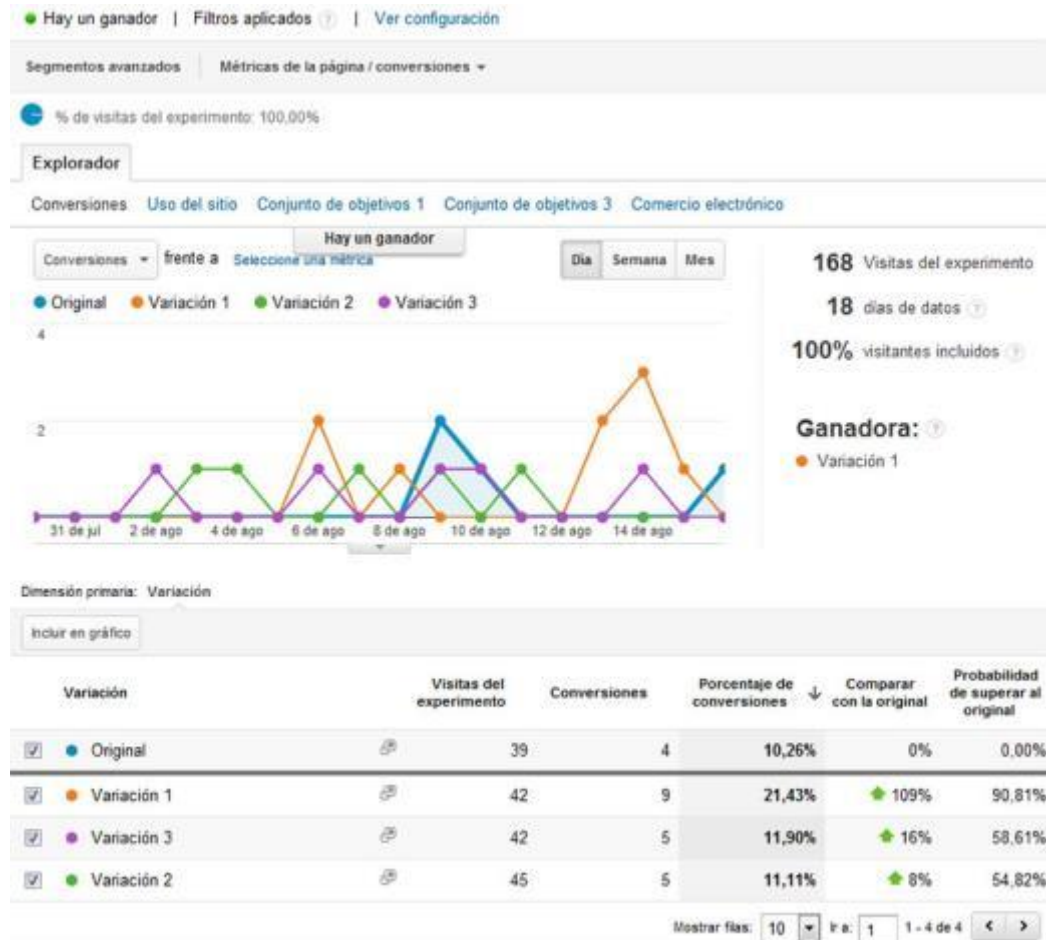 Hay un ganador | Filtros aplicados ? | Ver configuración
Segmentos avanzados Métricas de la página / conversiones
% de visitas del experimento: 100,00%
Explorador
Conversiones Uso del sitio Conjunto de objetivos 1 Conjunto de objetivos 3 Comercio electrónico
Hay un ganador
Conversiones frente a Seleccione una métrica
Día Semana Mes
Original Variación 1 Variación 2 Variación 3
4
2
31 de jul 2 de ago 4 de ago 6 de ago 8 de ago 10 de ago 12 de ago 14 de ago
168 Visitas del experimento
18 días de datos ?
100% visitantes incluidos ?
Ganadora: ?
Variación 1
Dimensión primaria: Variación
Incluir en gráfico
Variación Visitas del experimento Conversiones Porcentaje de conversiones ↓ Comparar con la original Probabilidad de superar al original
Original 39 4 10,26% 0% 0,00%
Variación 1 42 9 21,43% 109% 90,81%
Variación 3 42 5 11,90% 16% 58,61%
Variación 2 45 5 11,11% 8% 54,82%
Mostrar filas: 10 Ir a: 1 1 - 4 de 4 < >